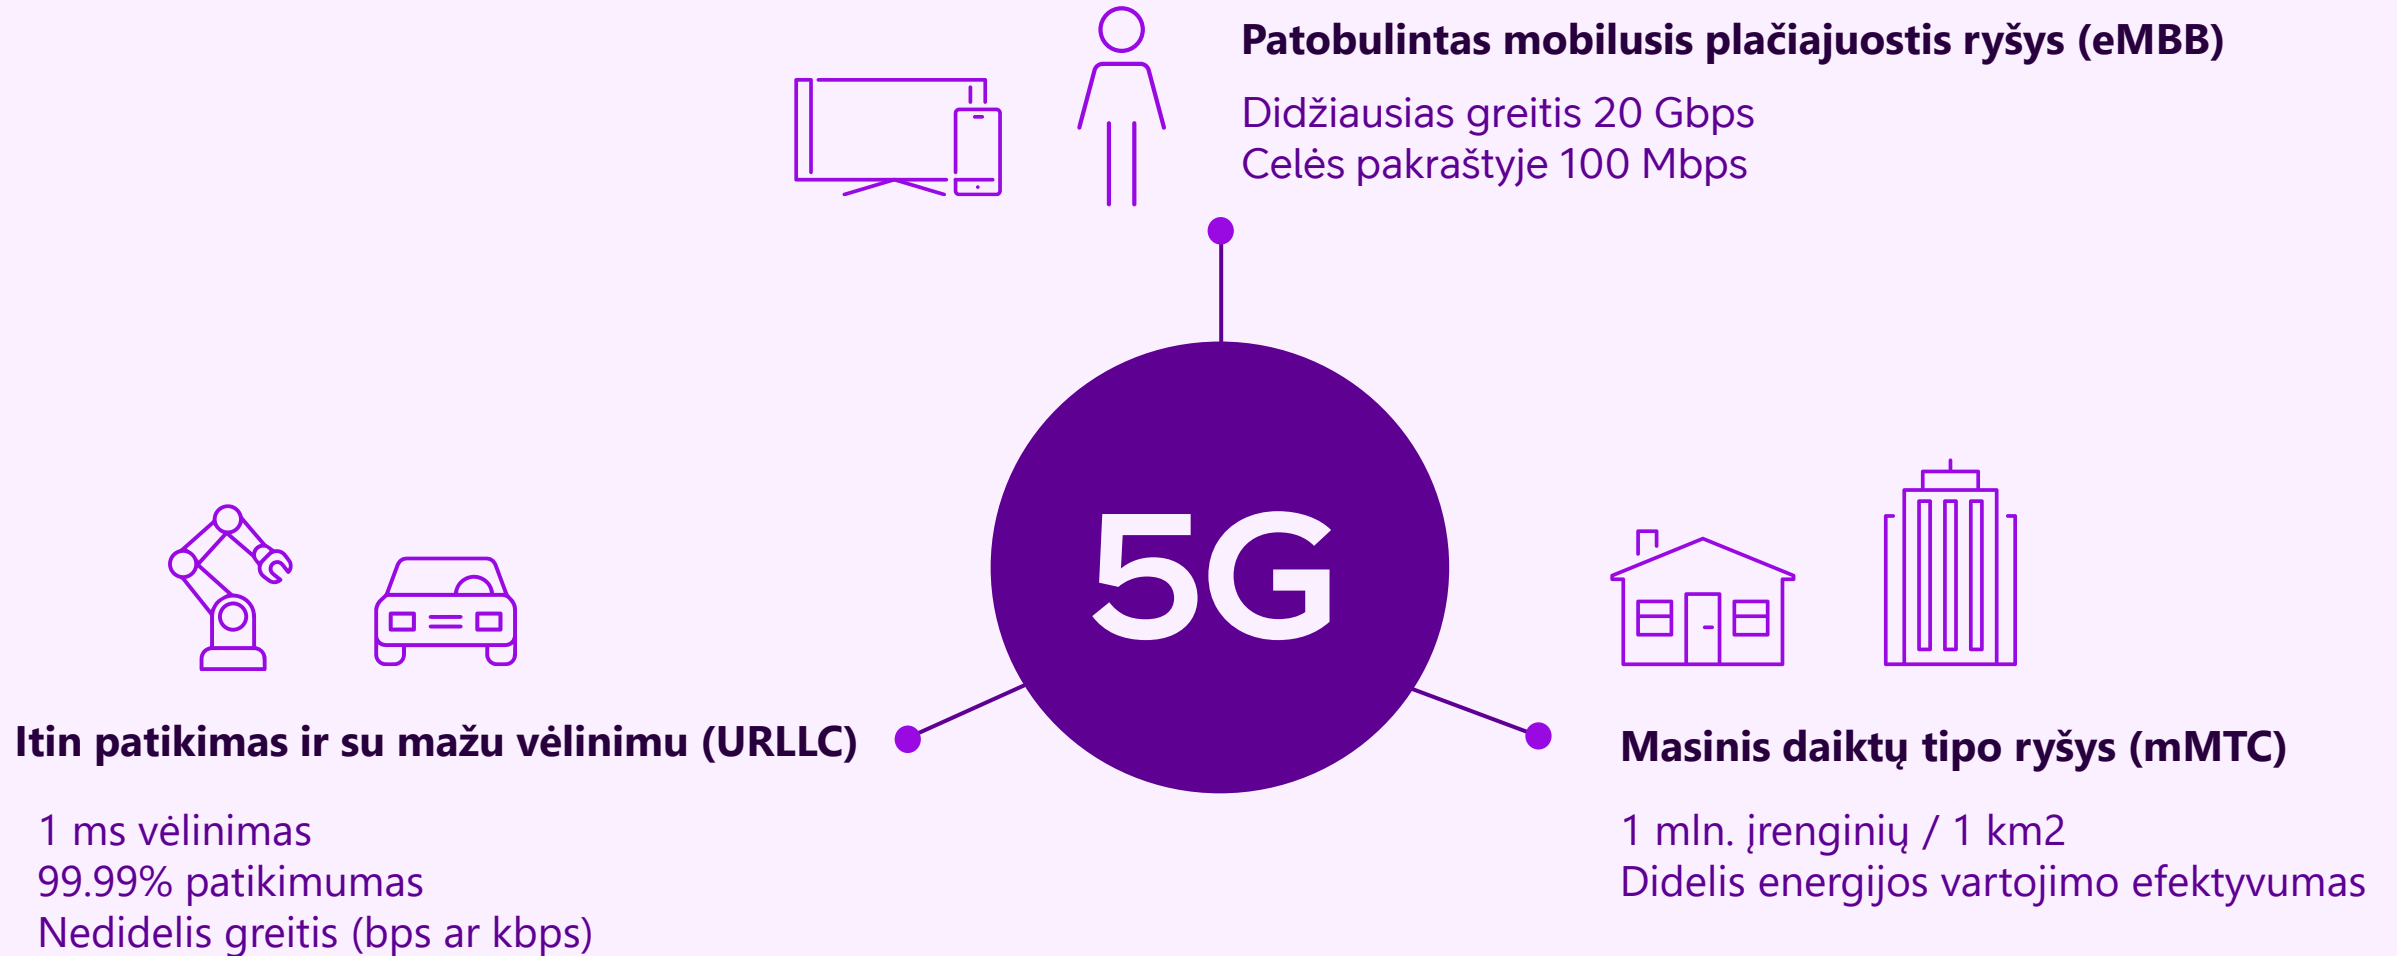 Patobulintas mobilusis plačiajuostis ryšys (eMBB)
Didžiausias greitis 20 Gbps
Celės pakraštyje 100 Mbps
5G
Itin patikimas ir su mažu vėlinimu (URLLC)
1 ms vėlinimas
99.99% patikimumas
Nedidelis greitis (bps ar kbps)
Masinis daiktų tipo ryšys (mMTC)
1 mln. įrenginių / 1 km2
Didelis energijos vartojimo efektyvumas